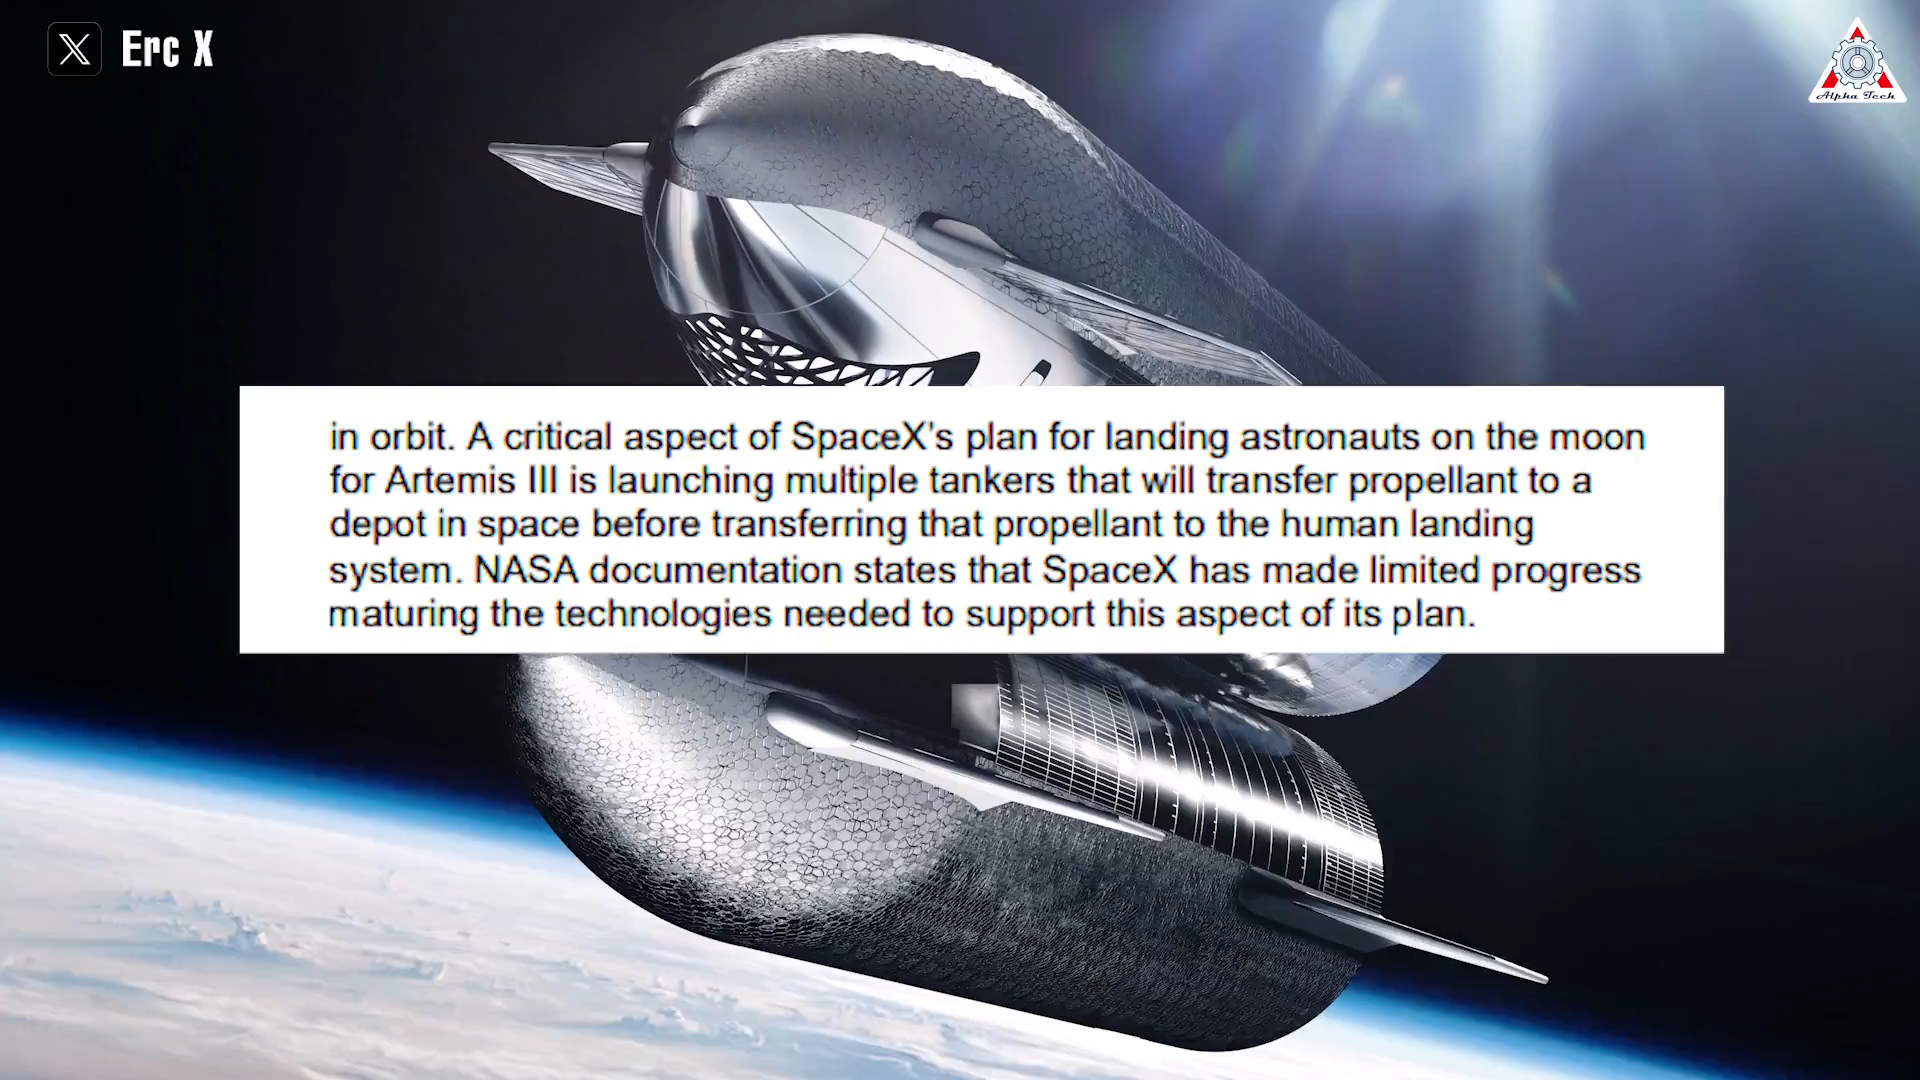 X Erc X
Alpha Tech
in orbit. A critical aspect of SpaceX's plan for landing astronauts on the moon
for Artemis III is launching multiple tankers that will transfer propellant to a
depot in space before transferring that propellant to the human landing
system. NASA documentation states that SpaceX has made limited progress
maturing the technologies needed to support this aspect of its plan.